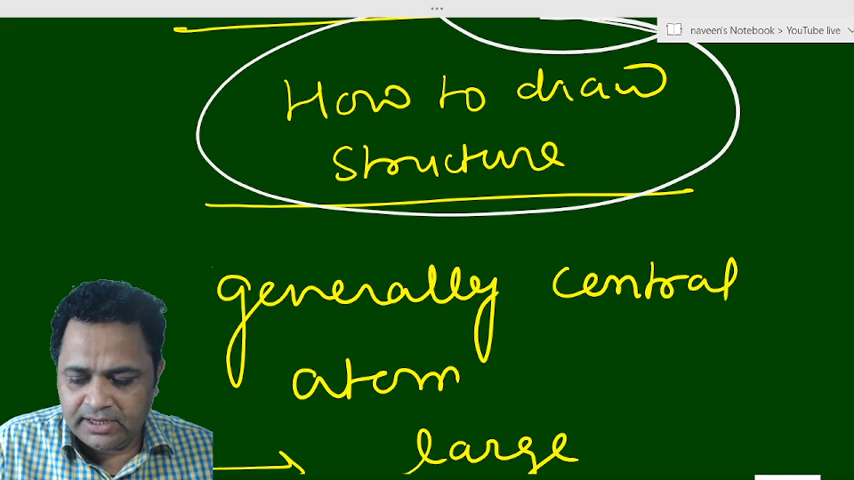 naveen's Notebook > YouTube live
How to draw
structure
generally central
atom
→ large